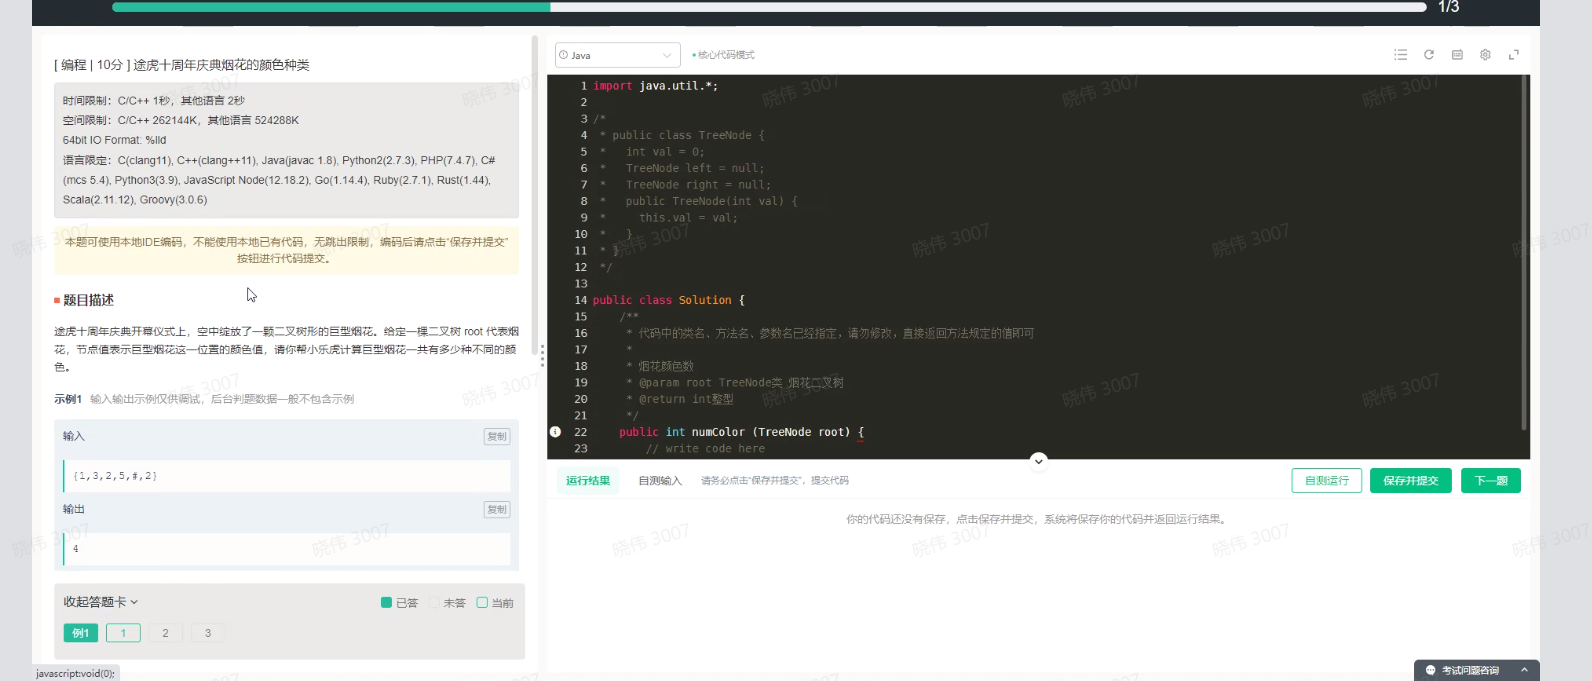 1/3
[ 编程 | 10分 ] 途虎十周年庆典烟花的颜色种类
时间限制：C/C++ 1秒，其他语言 2秒
空间限制：C/C++ 262144K，其他语言 524288K
64bit IO Format: %lld
语言限定：C(clang11), C++(clang++11), Java(javac 1.8), Python2(2.7.3), PHP(7.4.7), C#
(mcs 5.4), Python3(3.9), JavaScript Node(12.18.2), Go(1.14.4), Ruby(2.7.1), Rust(1.44),
Scala(2.11.12), Groovy(3.0.6)
本题可使用本地IDE编码，不能使用本地已有代码，无跳出限制，编码后请点击“保存并提交”
按钮进行代码提交。
题目描述
途虎十周年庆典开幕仪式上，空中绽放了一颗二叉树形的巨型烟花。给定一棵二叉树 root 代表烟
花，节点值表示巨型烟花这一位置的颜色值，请你帮小乐虎计算巨型烟花一共有多少种不同的颜
色。
示例1 输入输出示例仅供调试，后台判题数据一般不包含示例
输入 复制
{1,3,2,5,#,2}
输出 复制
4
收起答题卡 已答 未答 当前
例1 1 2 3
javascript:void(0);
Java 核心代码模式
1 import java.util.*;
2
3 /*
4 * public class TreeNode {
5 * int val = 0;
6 * TreeNode left = null;
7 * TreeNode right = null;
8 * public TreeNode(int val) {
9 * this.val = val;
10 * }
11 * }
12 */
13
14 public class Solution {
15 /**
16 * 代码中的类名、方法名、参数名已经指定，请勿修改，直接返回方法规定的值即可
17 *
18 * 烟花颜色数
19 * @param root TreeNode类 烟花二叉树
20 * @return int整型
21 */
22 public int numColor (TreeNode root) {
23 // write code here
运行结果 自测输入 请务必点击“保存并提交”，提交代码 自测运行 保存并提交 下一题
你的代码还没有保存，点击保存并提交，系统将保存你的代码并返回运行结果。
考试问题咨询
晓伟 3007